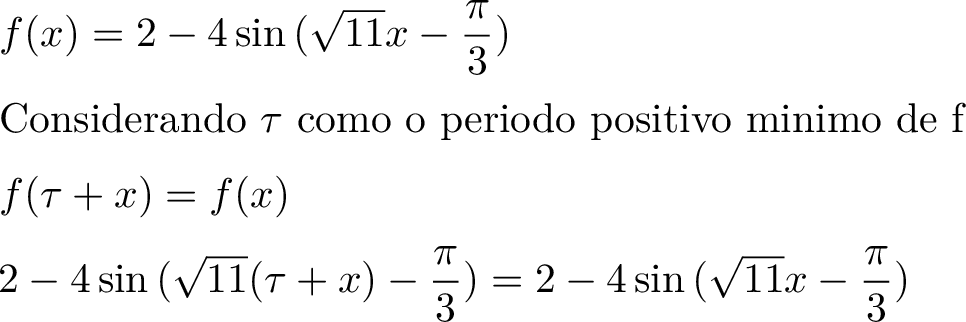 f(x) = 2 − 4 sin (√11x − π/3)
Considerando τ como o periodo positivo minimo de f
f(τ + x) = f(x)
2 − 4 sin (√11(τ + x) − π/3) = 2 − 4 sin (√11x − π/3)